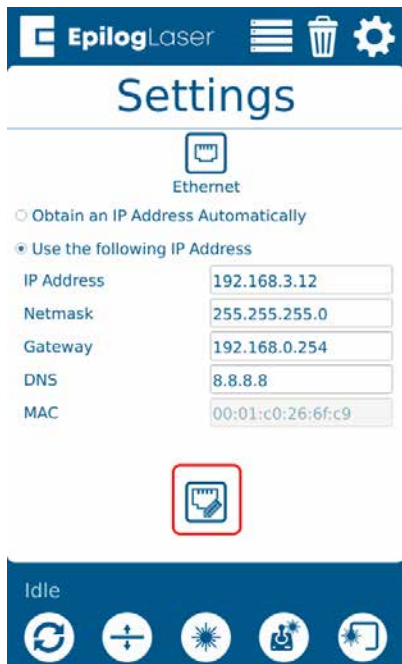 EpilogLaser
Settings
Ethernet
Obtain an IP Address Automatically
Use the following IP Address
IP Address 192.168.3.12
Netmask 255.255.255.0
Gateway 192.168.0.254
DNS 8.8.8.8
MAC 00:01:c0:26:6f:c9
Idle